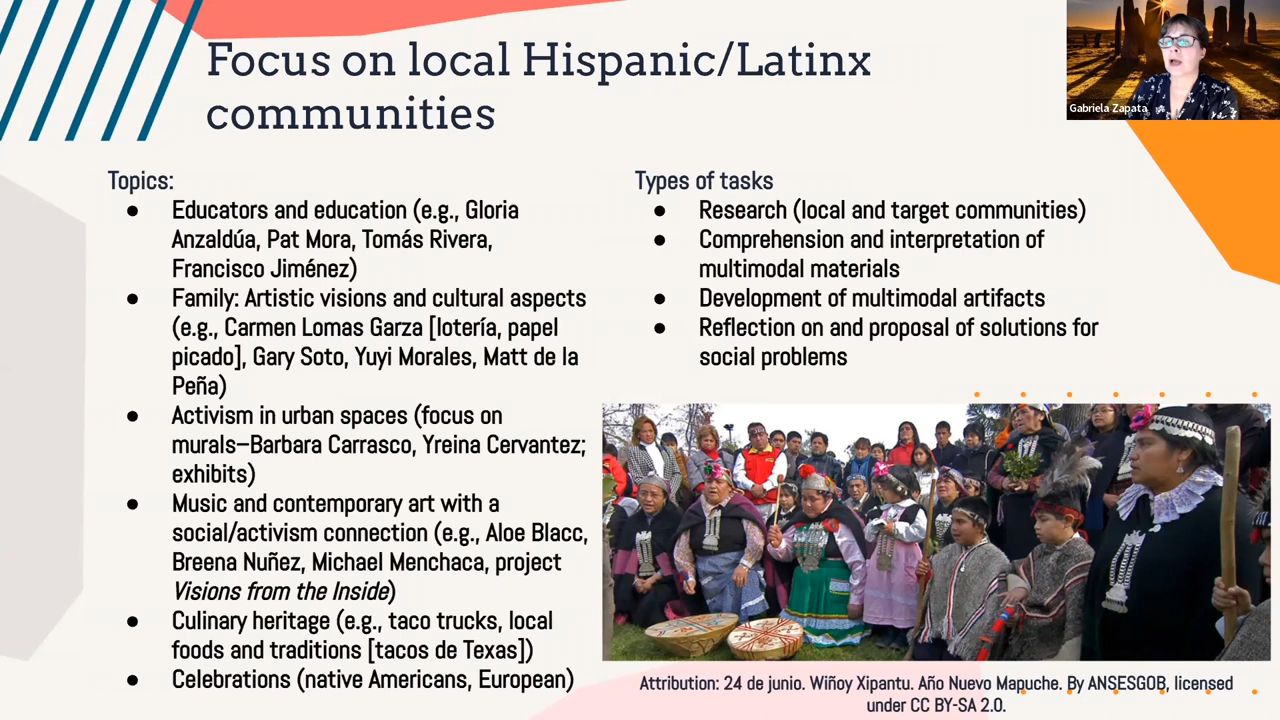 Focus on local Hispanic/Latinx
communities
Gabriela Zapata
Topics:
● Educators and education (e.g., Gloria
Anzaldúa, Pat Mora, Tomás Rivera,
Francisco Jiménez)
● Family: Artistic visions and cultural aspects
(e.g., Carmen Lomas Garza [lotería, papel
picado], Gary Soto, Yuyi Morales, Matt de la
Peña)
● Activism in urban spaces (focus on
murals–Barbara Carrasco, Yreina Cervantez;
exhibits)
● Music and contemporary art with a
social/activism connection (e.g., Aloe Blacc,
Breena Nuñez, Michael Menchaca, project
Visions from the Inside)
● Culinary heritage (e.g., taco trucks, local
foods and traditions [tacos de Texas])
● Celebrations (native Americans, European)
Types of tasks
● Research (local and target communities)
● Comprehension and interpretation of
multimodal materials
● Development of multimodal artifacts
● Reflection on and proposal of solutions for
social problems
Attribution: 24 de junio. Wiñoy Xipantu. Año Nuevo Mapuche. By ANSESGOB, licensed
under CC BY-SA 2.0.